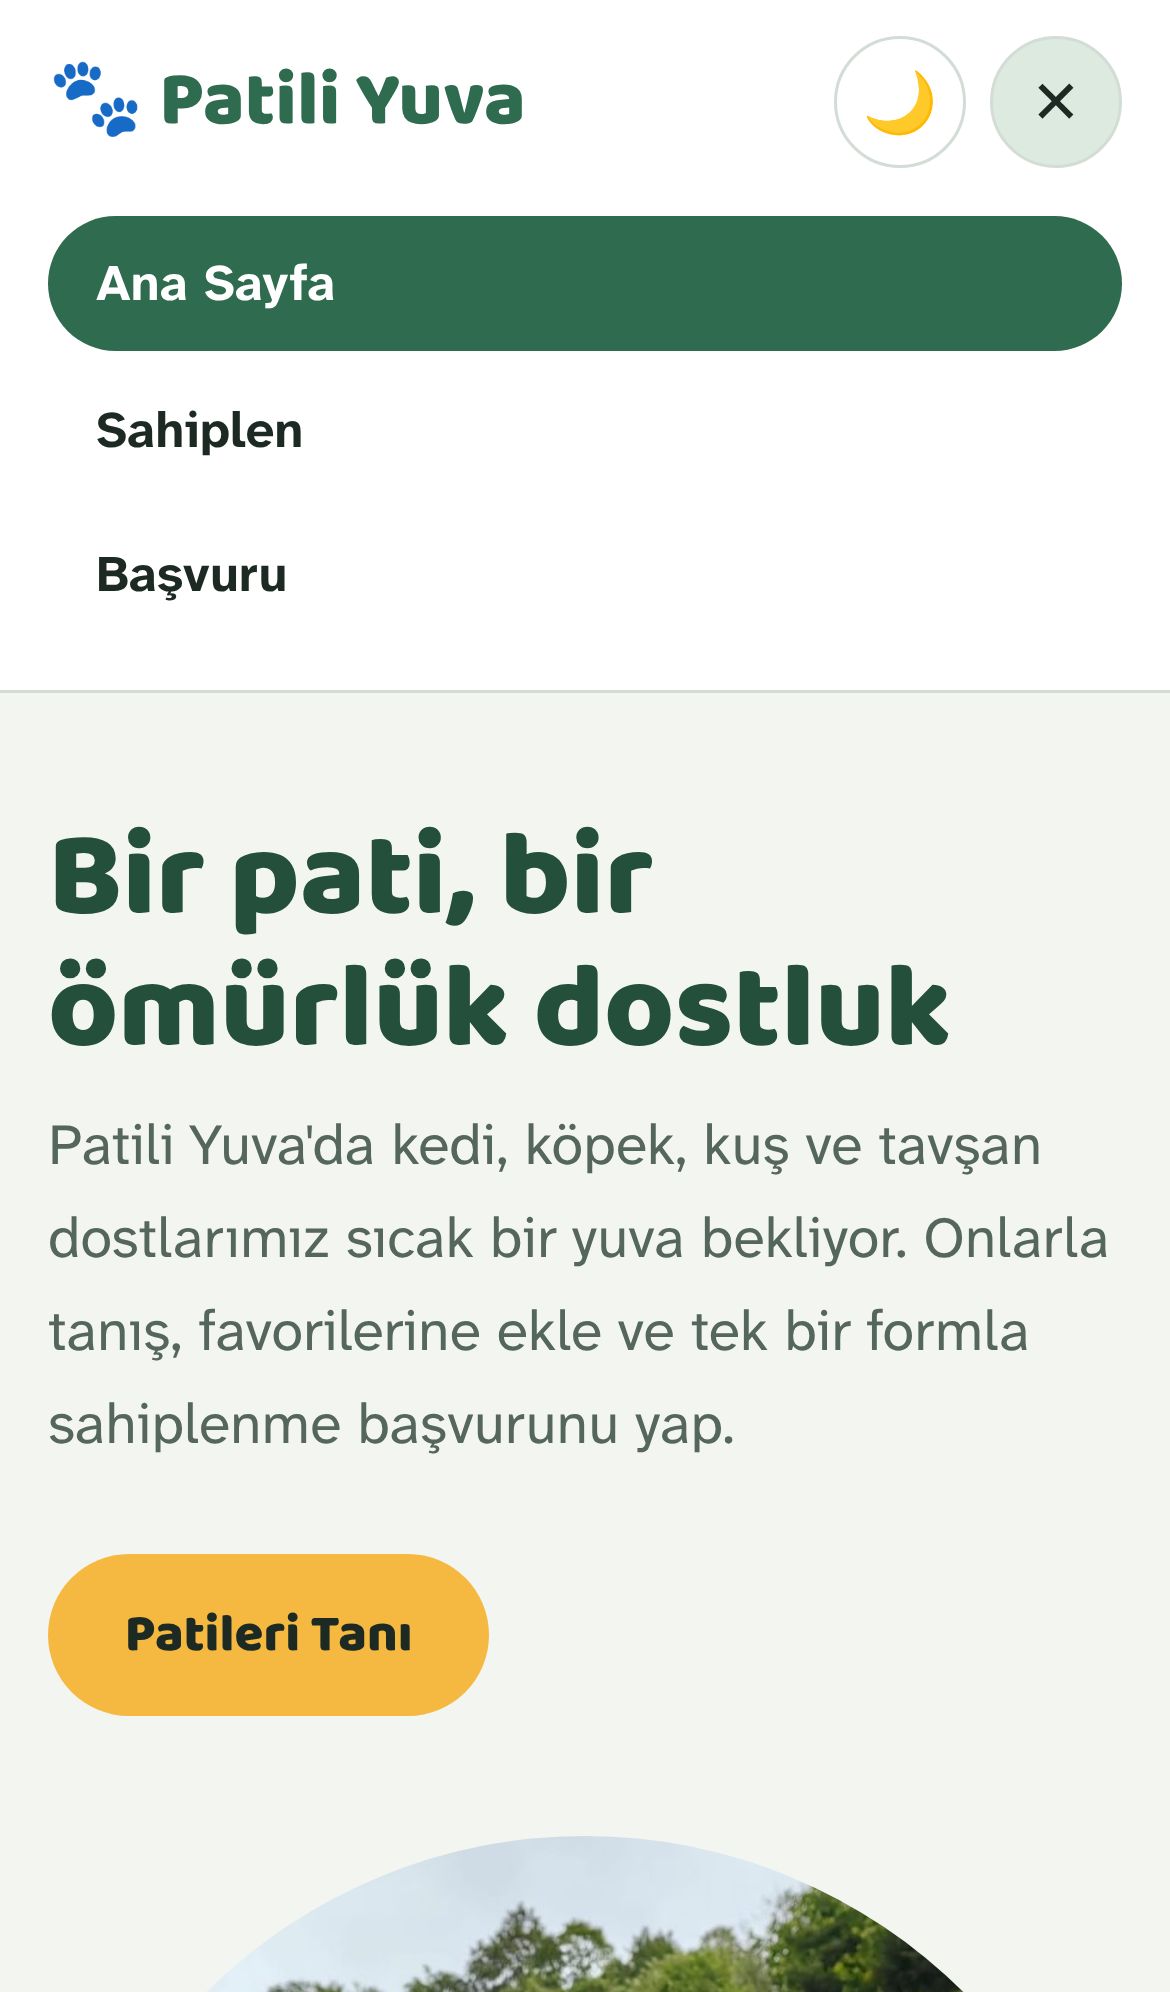 Patili Yuva
Ana Sayfa
Sahiplen
Başvuru
Bir pati, bir
ömürlük dostluk
Patili Yuva'da kedi, köpek, kuş ve tavşan
dostlarımız sıcak bir yuva bekliyor. Onlarla
tanış, favorilerine ekle ve tek bir formla
sahiplenme başvurunu yap.
Patileri Tanı